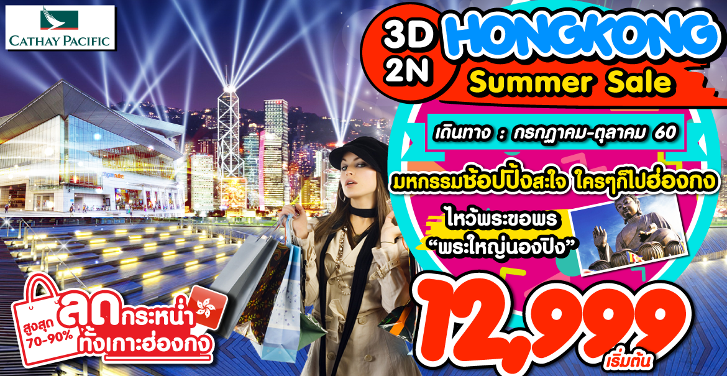 CATHAY PACIFIC
3D
2N
HONGKONG
Summer Sale
เดินทาง : กรกฎาคม-ตุลาคม 60
มหกรรมช้อปปิ้งสะใจ ใครๆก็ไปฮ่องกง
ไหว้พระขอพร
“พระใหญ่นองปิง”
12,999
เริ่มต้น
สูงสุด
70-90%
ลดกระหน่ำ
ทั้งเกาะฮ่องกง